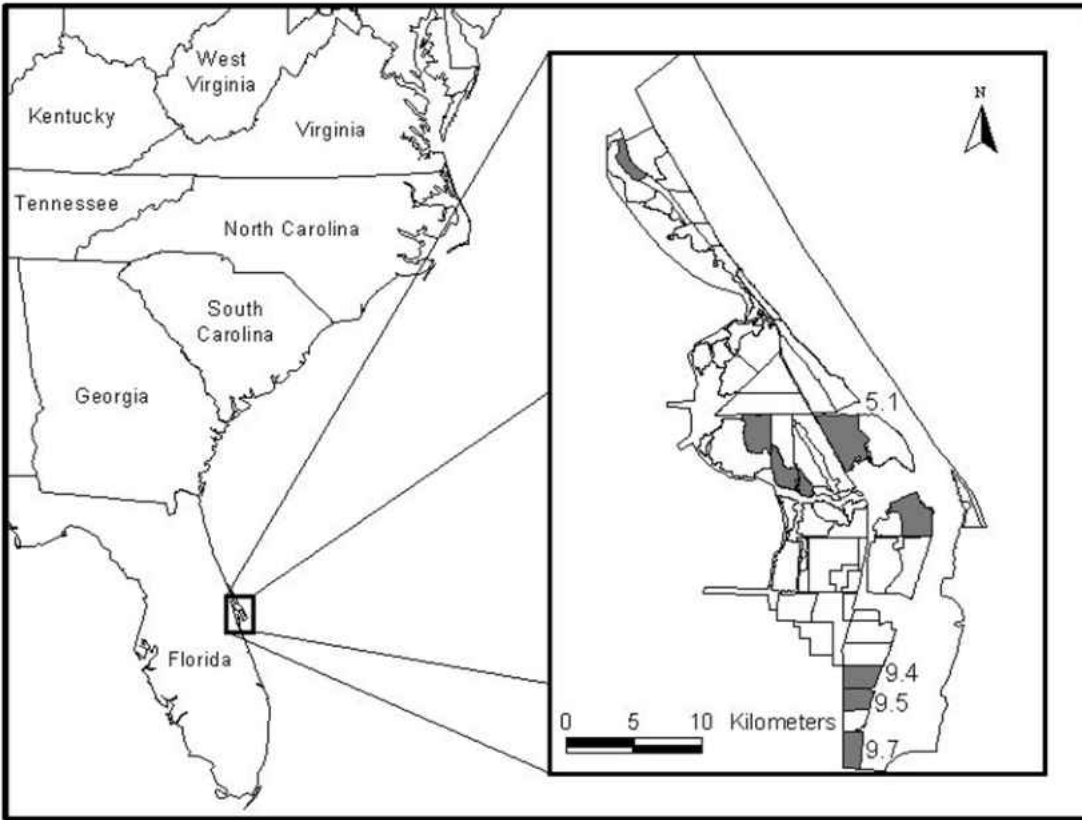 West
Virginia
Kentucky
Virginia
Tennessee
North Carolina
South
Carolina
Georgia
Florida
N
5.1
9.4
9.5
9.7
0 5 10 Kilometers